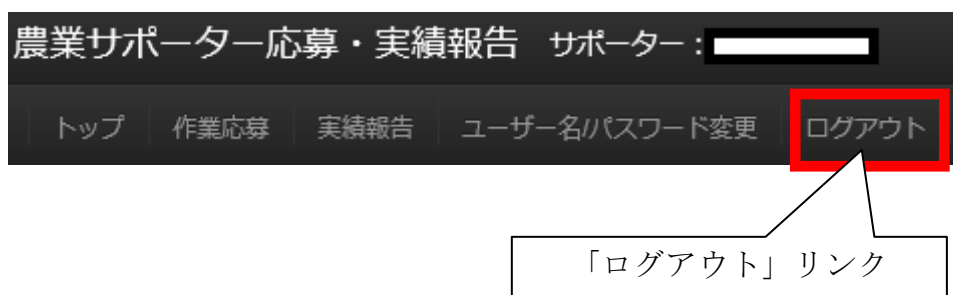 農業サポーター応募・実績報告 サポーター:
トップ 作業応募 実績報告 ユーザー名/パスワード変更 ログアウト
「ログアウト」リンク